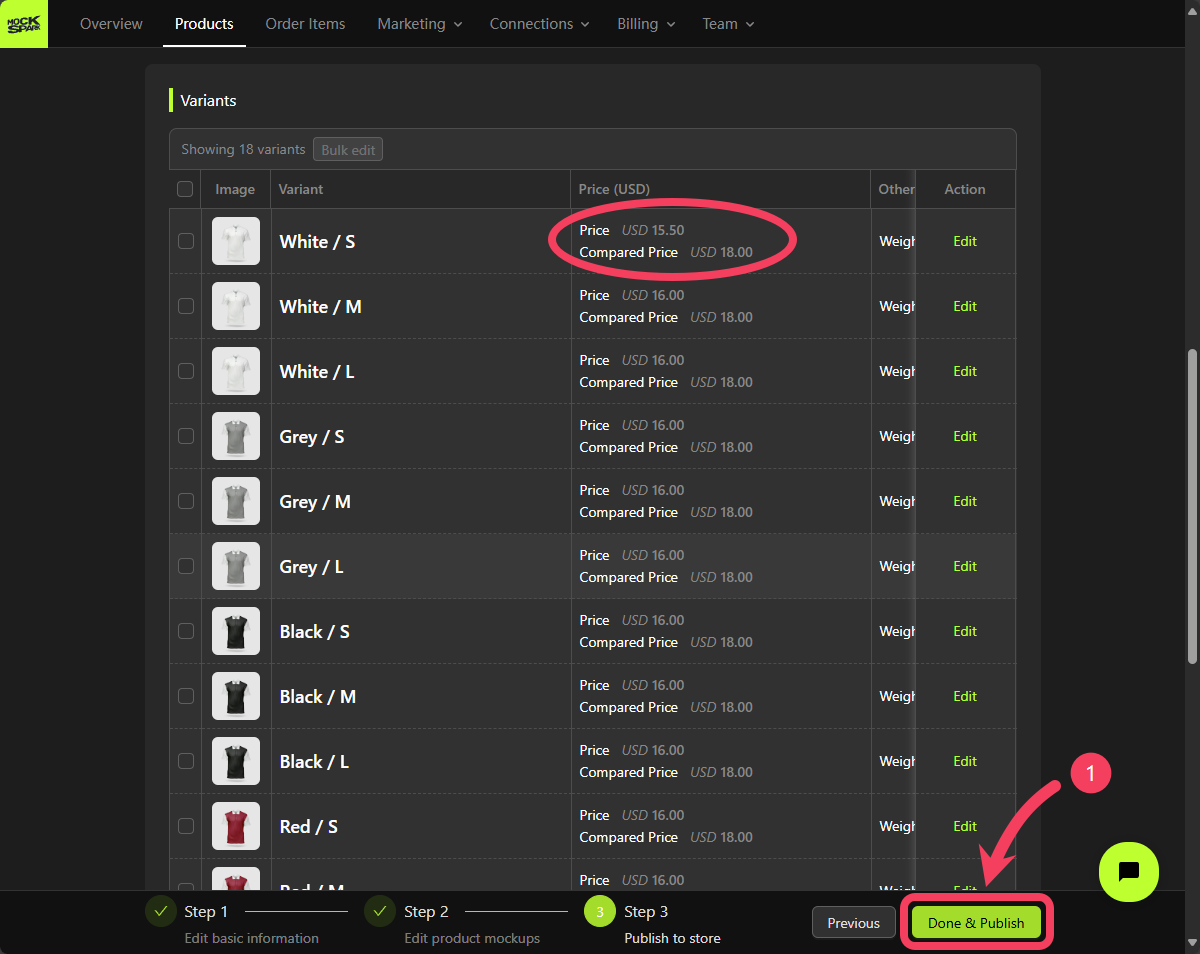 MOCK
SPARK
Overview Products Order Items Marketing Connections Billing Team
Variants
Showing 18 variants Bulk edit
Image Variant Price (USD) Other Action
White / S Price USD 15.50 Compared Price USD 18.00 Weigh Edit
White / M Price USD 16.00 Compared Price USD 18.00 Weigh Edit
White / L Price USD 16.00 Compared Price USD 18.00 Weigh Edit
Grey / S Price USD 16.00 Compared Price USD 18.00 Weigh Edit
Grey / M Price USD 16.00 Compared Price USD 18.00 Weigh Edit
Grey / L Price USD 16.00 Compared Price USD 18.00 Weigh Edit
Black / S Price USD 16.00 Compared Price USD 18.00 Weigh Edit
Black / M Price USD 16.00 Compared Price USD 18.00 Weigh Edit
Black / L Price USD 16.00 Compared Price USD 18.00 Weigh Edit
Red / S Price USD 16.00 Compared Price USD 18.00 Weigh Edit
Red / M Price USD 16.00 Weigh Edit
1
Step 1 Step 2 3 Step 3
Edit basic information Edit product mockups Publish to store
Previous Done & Publish